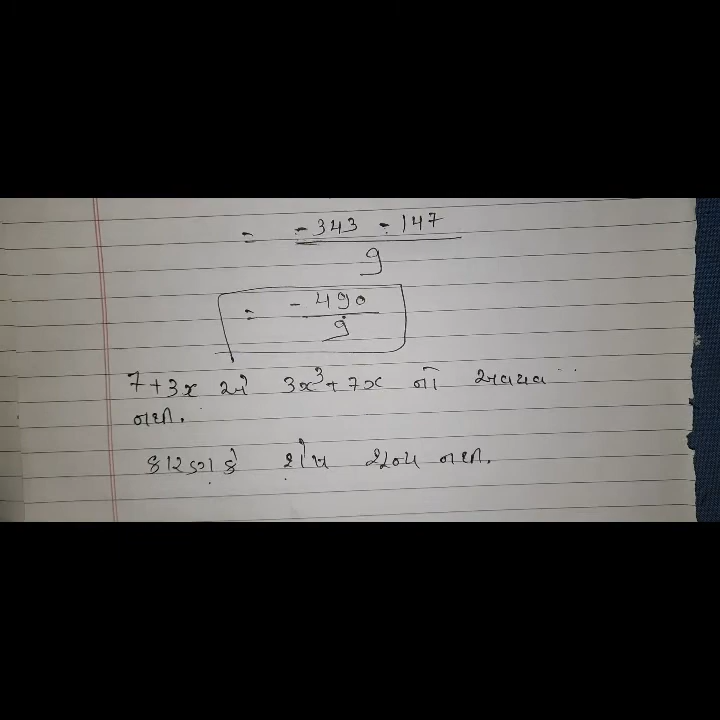 = -343 - 147
9
= -490
9
7+3x એ 3x³+7x નો અવયવ
નથી.
કારણ કે શેષ શૂન્ય નથી.